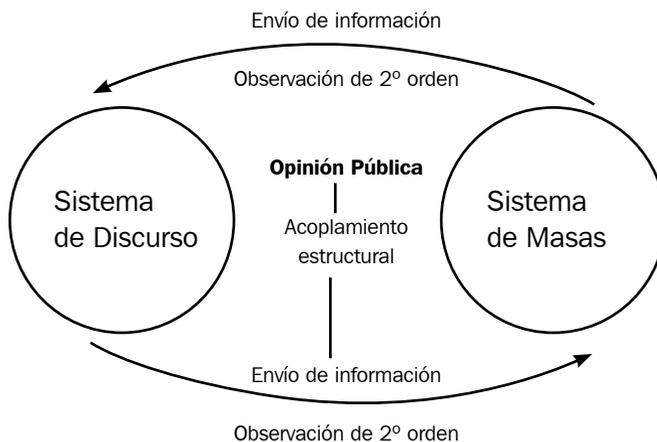 Envío de información
Observación de 2º orden
Opinión Pública
Sistema
de Discurso
Acoplamiento
estructural
Sistema
de Masas
Envío de información
Observación de 2º orden